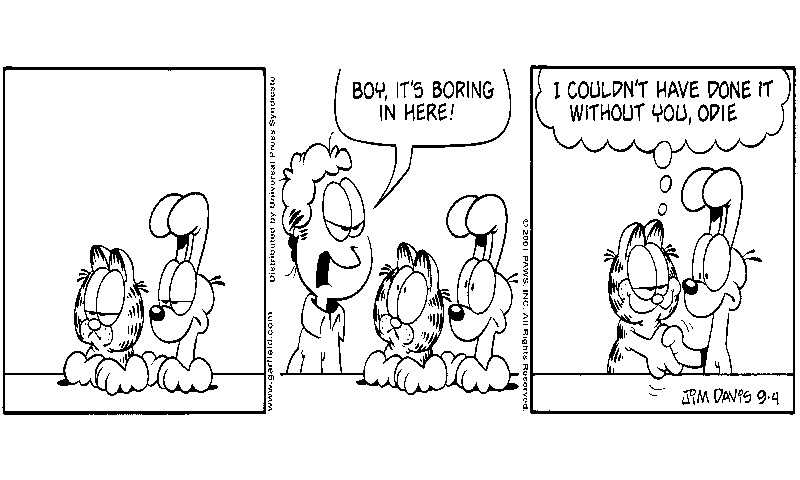 Distributed by Universal Press Syndicate
www.garfield.com
BOY, IT'S BORING
IN HERE!
© 2001 PAWS, INC. All Rights Reserved.
I COULDN'T HAVE DONE IT
WITHOUT YOU, ODIE
JIM DAVIS 9.4